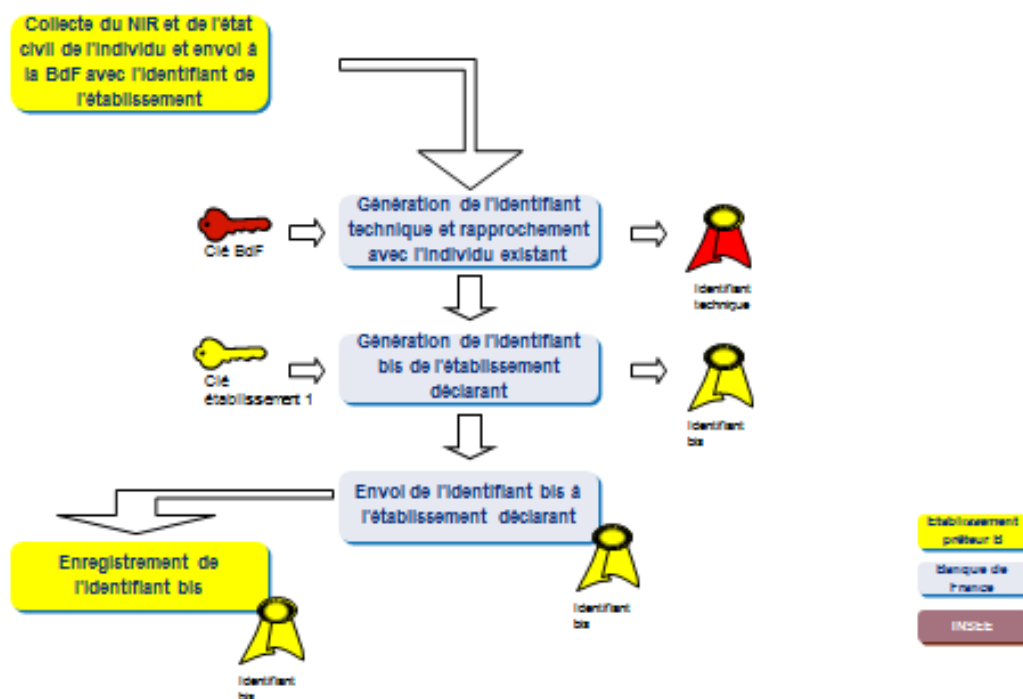 Collecte du NIR et de l'état
civil de l'individu et envoi à
la BdF avec l'identifiant de
l'établissement
Génération de l'identifiant
technique et rapprochement
avec l'individu existant
Clé BdF
Identifiant
technique
Génération de l'identifiant
bis de l'établissement
déclarant
Clé
établissement 1
Identifiant
bis
Envoi de l'identifiant bis à
l'établissement déclarant
Identifiant
bis
Enregistrement de
l'identifiant bis
Identifiant
bis
Etablissement
prêteur B
Banque de
France
INSEE